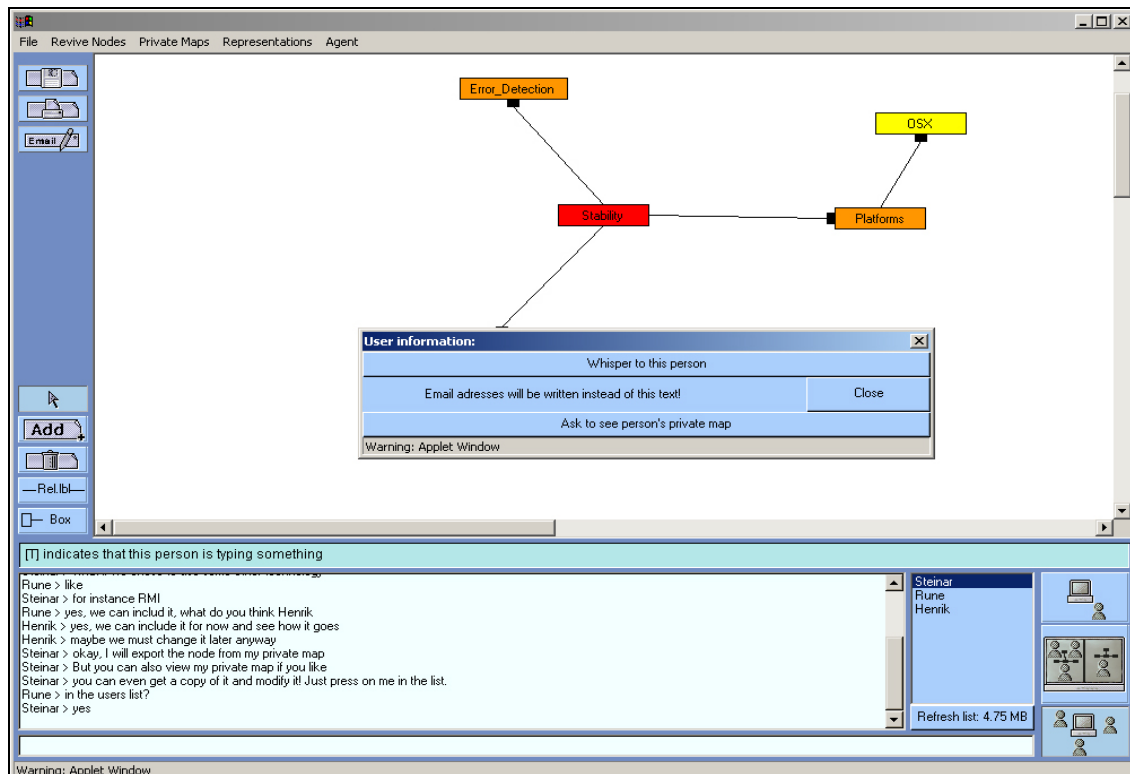 File Revive Nodes Private Maps Representations Agent
Error_Detection
OSX
Email
Stability
Platforms
User information:
Whisper to this person
Email adresses will be written instead of this text!
Close
Ask to see person's private map
Warning: Applet Window
Add
Rel.lbl
Box
[T] indicates that this person is typing something
Rune > like
Steinar > for instance RMI
Rune > yes, we can includ it, what do you think Henrik
Henrik > yes, we can include it for now and see how it goes
Henrik > maybe we must change it later anyway
Steinar > okay, I will export the node from my private map
Steinar > But you can also view my private map if you like
Steinar > you can even get a copy of it and modify it! Just press on me in the list.
Rune > in the users list?
Steinar > yes
Steinar
Rune
Henrik
Refresh list: 4.75 MB
Warning: Applet Window